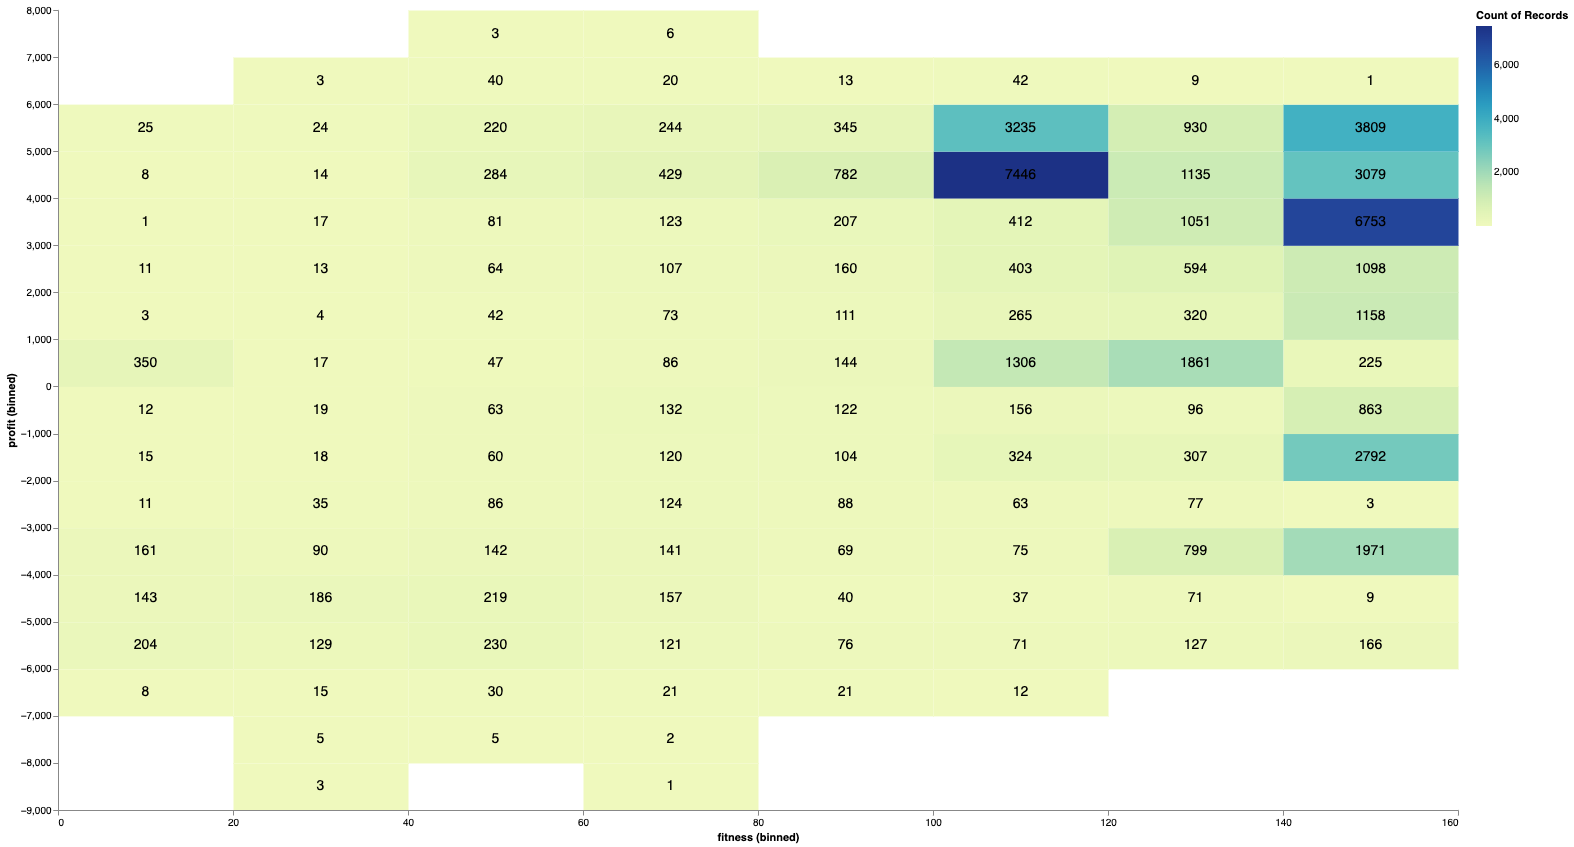 Count of Records
6,000
4,000
2,000
profit (binned)
8,000 3 6
7,000
3 40 20 13 42 9 1
6,000
25 24 220 244 345 3235 930 3809
5,000
8 14 284 429 782 7446 1135 3079
4,000
1 17 81 123 207 412 1051 6753
3,000
11 13 64 107 160 403 594 1098
2,000
3 4 42 73 111 265 320 1158
1,000
350 17 47 86 144 1306 1861 225
0
12 19 63 132 122 156 96 863
−1,000
15 18 60 120 104 324 307 2792
−2,000
11 35 86 124 88 63 77 3
−3,000
161 90 142 141 69 75 799 1971
−4,000
143 186 219 157 40 37 71 9
−5,000
204 129 230 121 76 71 127 166
−6,000
8 15 30 21 21 12
−7,000
5 5 2
−8,000
3 1
−9,000
0 20 40 60 80 100 120 140 160
fitness (binned)